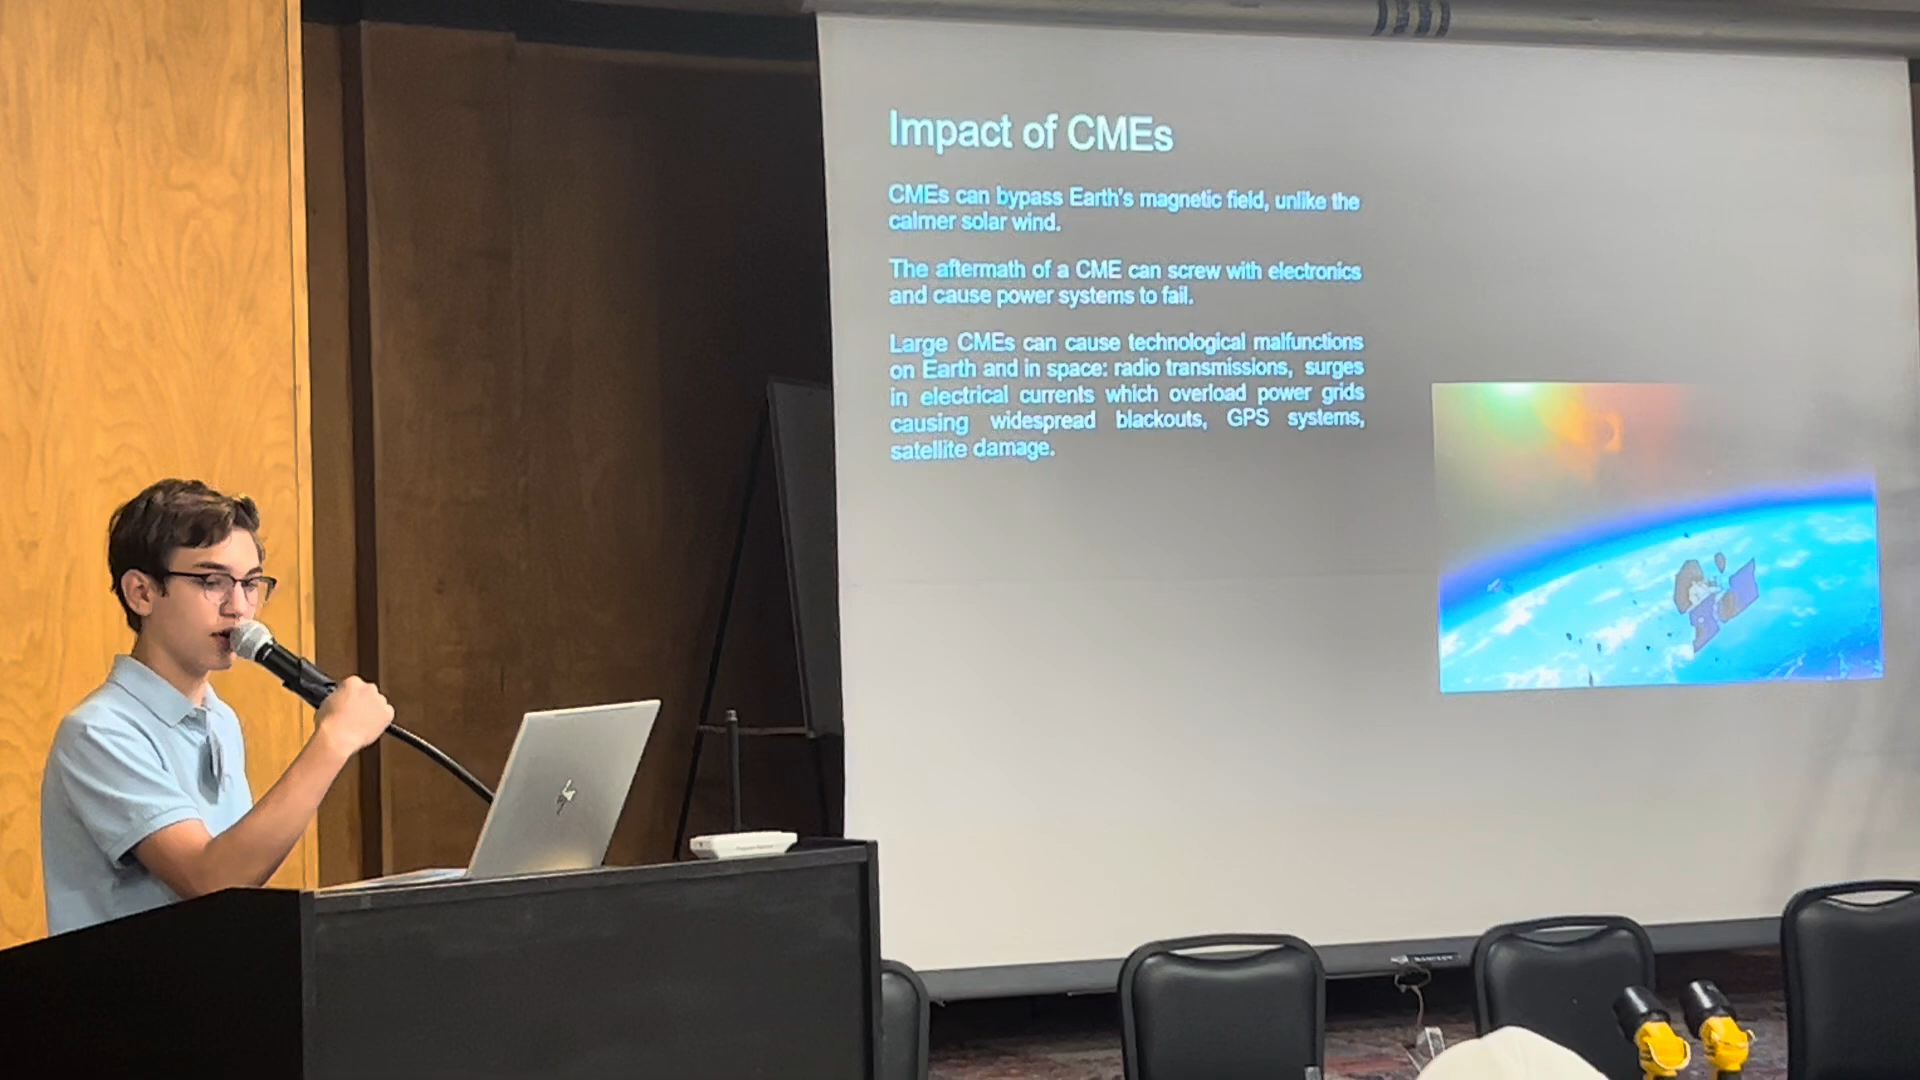 Impact of CMEs
CMEs can bypass Earth's magnetic field, unlike the
calmer solar wind.
The aftermath of a CME can screw with electronics
and cause power systems to fail.
Large CMEs can cause technological malfunctions
on Earth and in space: radio transmissions, surges
in electrical currents which overload power grids
causing widespread blackouts, GPS systems,
satellite damage.